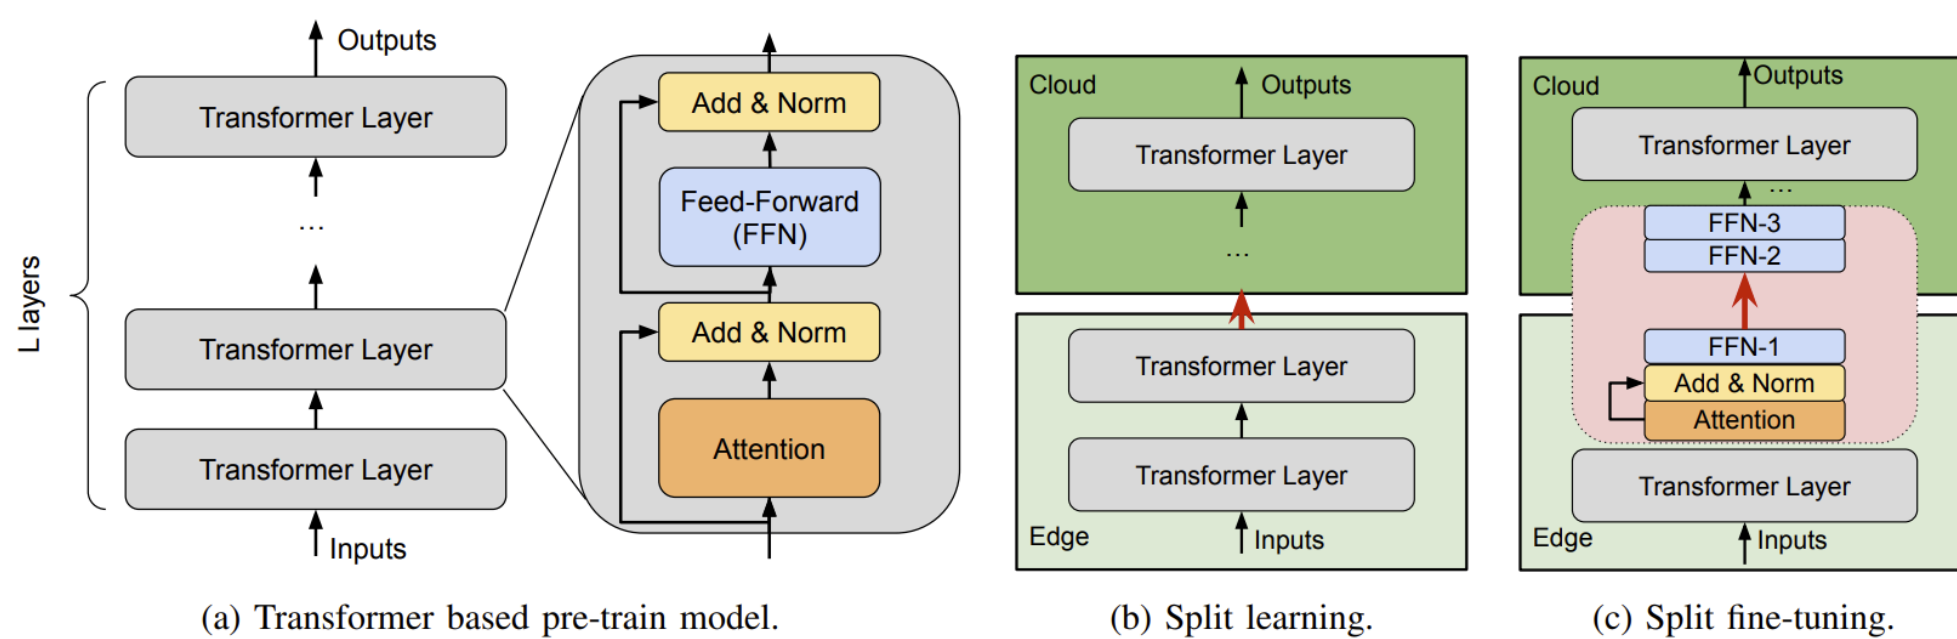 Outputs
Transformer Layer
...
Transformer Layer
Transformer Layer
Inputs
L layers
Add & Norm
Feed-Forward
(FFN)
Add & Norm
Attention
(a) Transformer based pre-train model.
Cloud
Outputs
Transformer Layer
...
Transformer Layer
Transformer Layer
Edge
Inputs
(b) Split learning.
Cloud
Outputs
Transformer Layer
...
FFN-3
FFN-2
FFN-1
Add & Norm
Attention
Transformer Layer
Edge
Inputs
(c) Split fine-tuning.